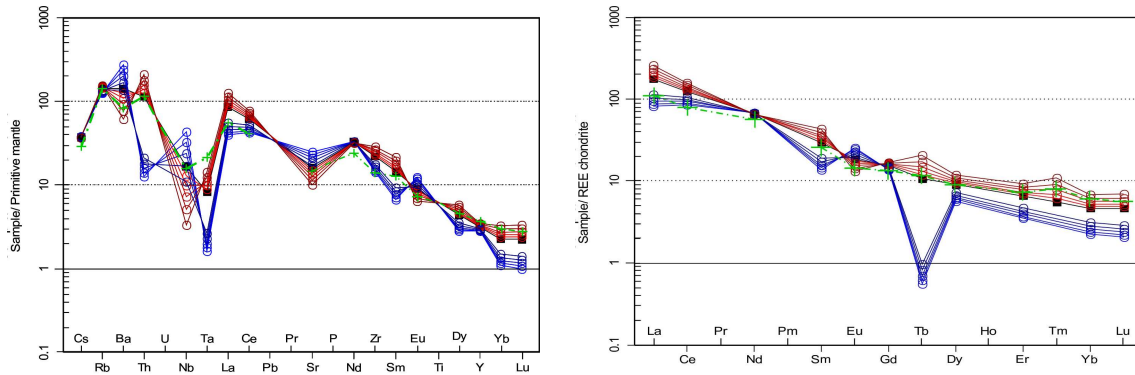 1000
100
10
1
0.1
Sample/ Primitive mantle
Cs Ba U Ta Ce Pr P Zr Eu Dy Yb
Rb Th Nb La Pb Sr Nd Sm Ti Y Lu
1000
100
10
1
0.1
Sample/ REE chondrite
La Pr Pm Eu Tb Ho Tm Lu
Ce Nd Sm Gd Dy Er Yb